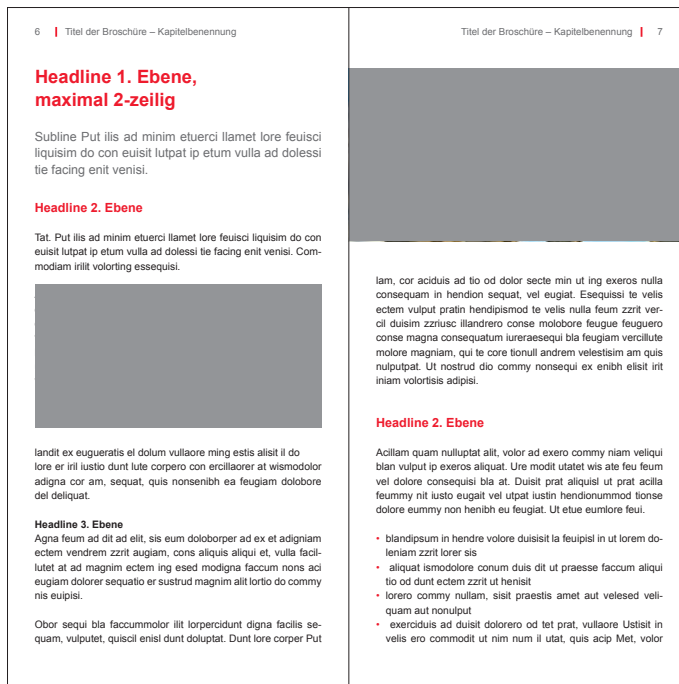 6 Titel der Broschüre – Kapitelbenennung
Headline 1. Ebene,
maximal 2-zeilig
Subline Put ilis ad minim etuerci llamet lore feuisci
liquisim do con euisit lutpat ip etum vulla ad dolessi
tie facing enit venisi.
Headline 2. Ebene
Tat. Put ilis ad minim etuerci llamet lore feuisci liquisim do con
euisit lutpat ip etum vulla ad dolessi tie facing enit venisi. Com-
modiam irilit volorting essequisi.
landit ex eugueratis el dolum vullaore ming estis alisit il do
lore er iril iustio dunt lute corpero con ercillaorer at wismodolor
adigna cor am, sequat, quis nonsenibh ea feugiam dolobore
del deliquat.
Headline 3. Ebene
Agna feum ad dit ad elit, sis eum doloborper ad ex et adigniam
ectem vendrem zzrit augiam, cons aliquis aliqui et, vulla facil-
lutet at ad magnim ectem ing esed modigna faccum nons aci
eugiam dolorer sequatio er sustrud magnim alit lortio do commy
nis euipisi.
Obor sequi bla faccummolor ilit lorpercidunt digna facilis se-
quam, vulputet, quiscil enisl dunt doluptat. Dunt lore corper Put
Titel der Broschüre – Kapitelbenennung 7
lam, cor aciduis ad tio od dolor secte min ut ing exeros nulla
consequam in hendion sequat, vel eugiat. Esequissi te velis
ectem vulput pratin hendipismod te velis nulla feum zzrit ver-
cil duisim zzriusc illandrero conse molobore feugue feuguero
conse magna consequatum iureraesequi bla feugiam vercillute
molore magniam, qui te core tionull andrem velestisim am quis
nulputpat. Ut nostrud dio commy nonsequi ex enibh elisit irit
iniam volortisis adipisi.
Headline 2. Ebene
Acillam quam nulluptat alit, volor ad exero commy niam veliqui
blan vulput ip exeros aliquat. Ure modit utatet wis ate feu feum
vel dolore consequisi bla at. Duisit prat aliquisl ut prat acilla
feummy nit iusto eugait vel utpat iustin hendionummod tionse
dolore eummy non henibh eu feugiat. Ut etue eumlore feui.
• blandipsum in hendre volore duisisit la feuipisl in ut lorem do-
leniam zzrit lorer sis
• aliquat ismodolore conum duis dit ut praesse faccum aliqui
tio od dunt ectem zzrit ut henisit
• lorero commy nullam, sisit praestis amet aut velesed veli-
quam aut nonulput
• exerciduis ad duisit dolorero od tet prat, vullaore Ustisit in
velis ero commodit ut nim num il utat, quis acip Met, volor